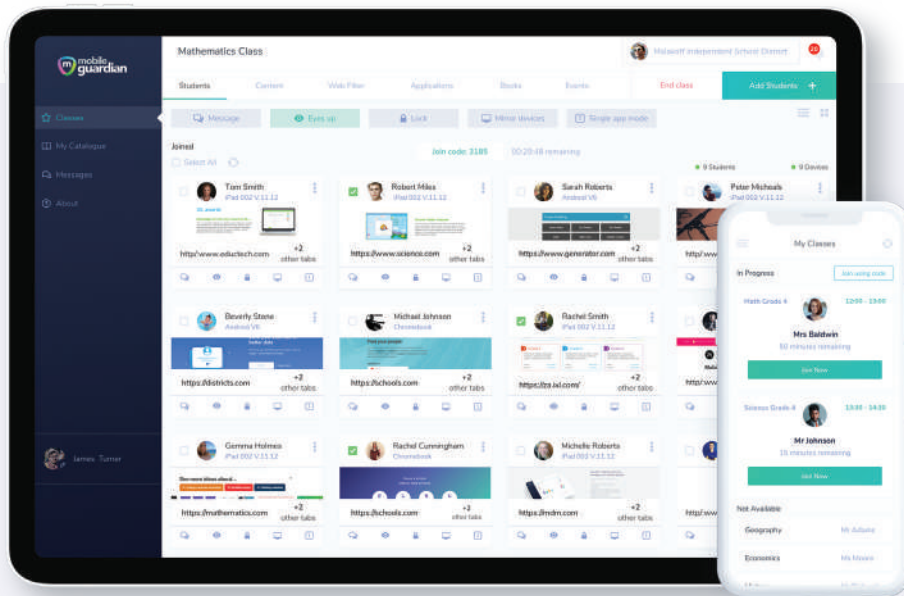 mobile
guardian
Classes
My Catalogue
Messages
About
James Turner
Mathematics Class
Malakoff Independent School District
Students
Content
Web Filter
Applications
Books
Events
End class
Add Students +
Message
Eyes up
Lock
Mirror devices
Single app mode
Joined
Select All
Join code: 3185
00:20:48 remaining
9 Students
9 Devices
Tom Smith
iPad 002 V.11.12
http/:www.eductech.com
+2
other tabs
Robert Miles
iPad 002 V.11.12
https://www.science.com
+2
other tabs
Sarah Roberts
Android V6
https://www.generator.com
+2
other tabs
Peter Micheals
iPad 002 V.11.12
http/:ww
Beverly Stone
Android V6
https://districts.com
+2
other tabs
Michael Johnson
Chromebook
https://schools.com
+2
other tabs
Rachel Smith
iPad 002 V.11.12
https://za.ixl.com/
+2
other tabs
http/:ww
Gemma Holmes
iPad 002 V.11.12
https://mathematics.com
+2
other tabs
Rachel Cunningham
Chromebook
https://schools.com
+2
other tabs
Michelle Roberts
iPad 002 V.11.12
https://mdm.com
+2
other tabs
http/:ww
My Classes
In Progress
Join using code
Math Grade 4
12:00 - 13:00
Mrs Baldwin
50 minutes remaining
Join Now
Science Grade 4
13:30 - 14:30
Mr Johnson
15 minutes remaining
Join Now
Not Available
Geography
Mr Adams
Economics
Ms Moore